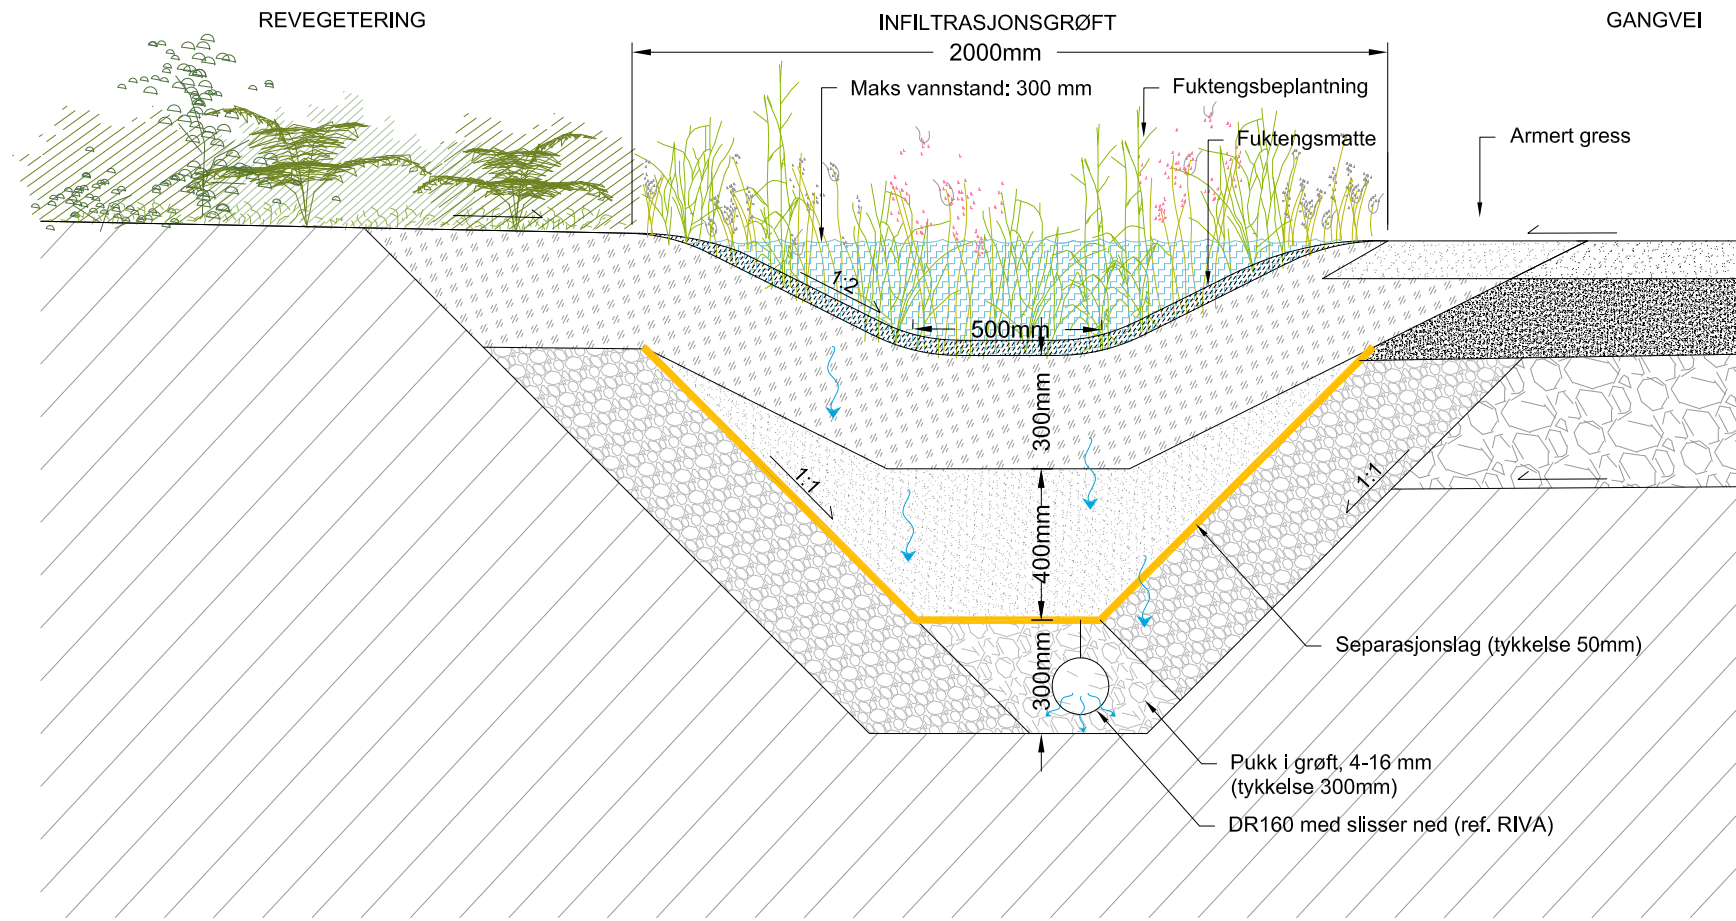 REVEGETERING
INFILTRASJONSGRØFT
GANGVEI
2000mm
Maks vannstand: 300 mm
Fuktengsbeplantning
Fuktengsmatte
Armert gress
1:2
500mm
300mm
1:1
1:1
400mm
Separasjonslag (tykkelse 50mm)
300mm
Pukk i grøft, 4-16 mm
(tykkelse 300mm)
DR160 med slisser ned (ref. RIVA)